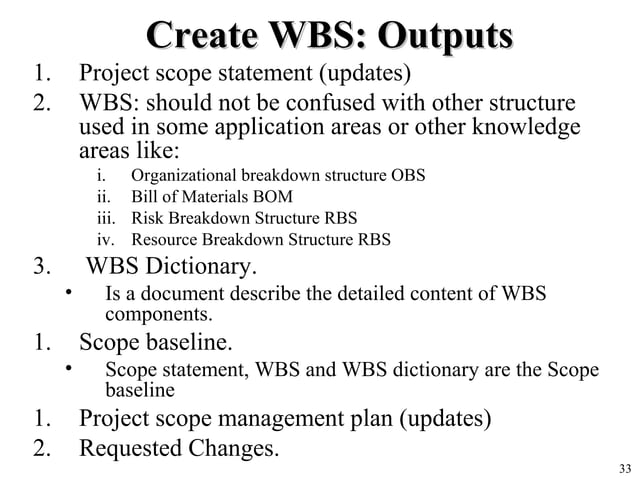 Create WBS: Outputs
1. Project scope statement (updates)
2. WBS: should not be confused with other structure
used in some application areas or other knowledge
areas like:
i. Organizational breakdown structure OBS
ii. Bill of Materials BOM
iii. Risk Breakdown Structure RBS
iv. Resource Breakdown Structure RBS
3. WBS Dictionary.
• Is a document describe the detailed content of WBS
components.
1. Scope baseline.
• Scope statement, WBS and WBS dictionary are the Scope
baseline
1. Project scope management plan (updates)
2. Requested Changes.
33